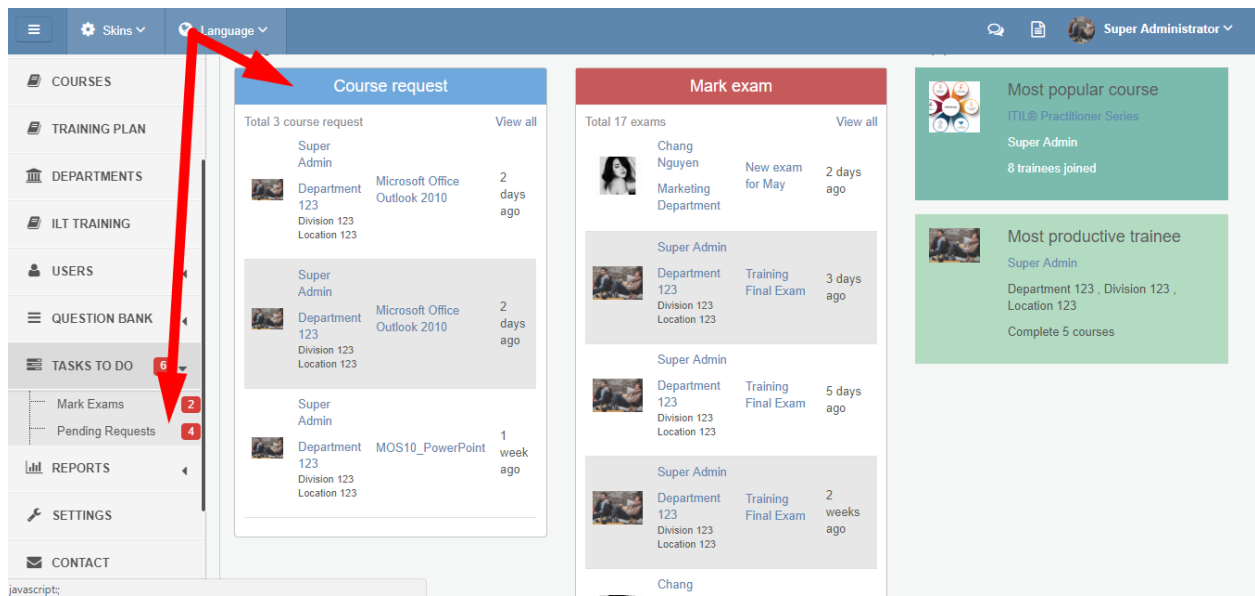 Skins
Language
Super Administrator
COURSES
TRAINING PLAN
DEPARTMENTS
ILT TRAINING
USERS
QUESTION BANK
TASKS TO DO 6
Mark Exams 2
Pending Requests 4
REPORTS
SETTINGS
CONTACT
javascript:;
Course request
Total 3 course request View all
Super
Admin
Department
123
Division 123
Location 123
Microsoft Office
Outlook 2010
2
days
ago
Super
Admin
Department
123
Division 123
Location 123
Microsoft Office
Outlook 2010
2
days
ago
Super
Admin
Department
123
Division 123
Location 123
MOS10_PowerPoint
1
week
ago
Mark exam
Total 17 exams View all
Chang
Nguyen
Marketing
Department
New exam
for May
2 days
ago
Super Admin
Department
123
Division 123
Location 123
Training
Final Exam
3 days
ago
Super Admin
Department
123
Division 123
Location 123
Training
Final Exam
5 days
ago
Super Admin
Department
123
Division 123
Location 123
Training
Final Exam
2
weeks
ago
Chang
Most popular course
ITIL® Practitioner Series
Super Admin
8 trainees joined
Most productive trainee
Super Admin
Department 123 , Division 123 ,
Location 123
Complete 5 courses